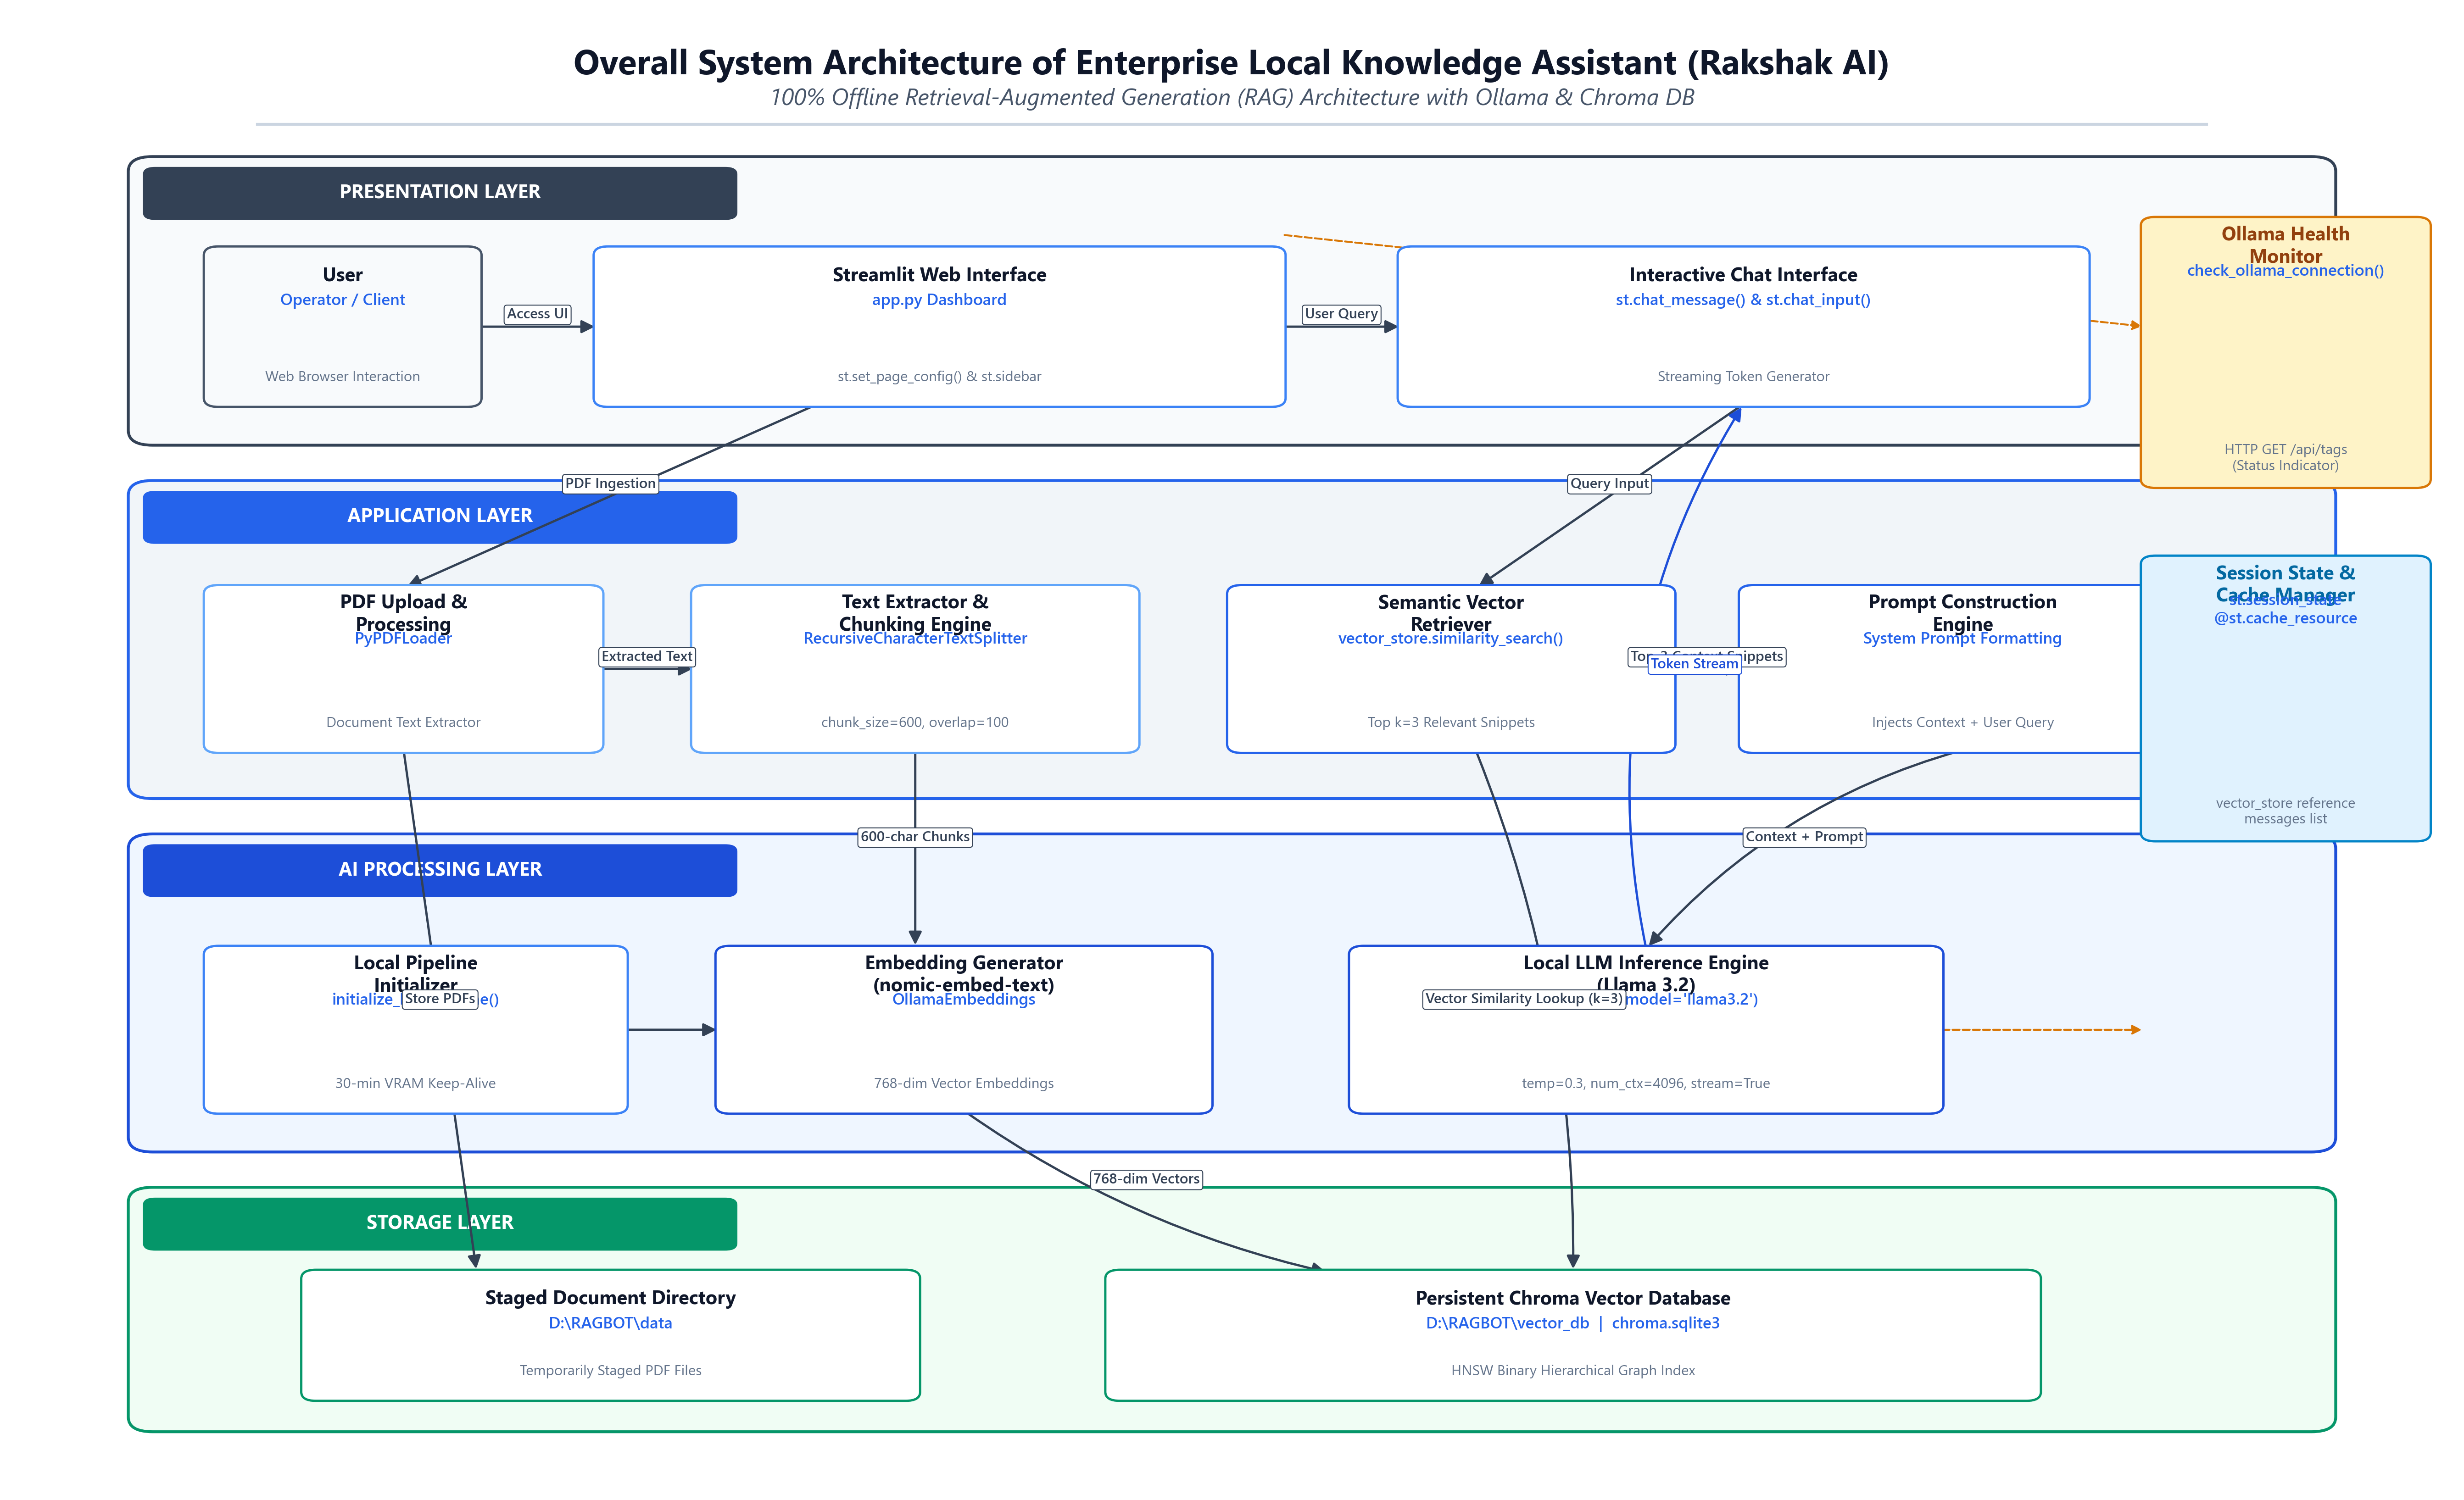 Overall System Architecture of Enterprise Local Knowledge Assistant (Rakshak AI)
100% Offline Retrieval-Augmented Generation (RAG) Architecture with Ollama & Chroma DB
PRESENTATION LAYER
User
Operator / Client
Web Browser Interaction
Access UI
Streamlit Web Interface
app.py Dashboard
st.set_page_config() & st.sidebar
User Query
Interactive Chat Interface
st.chat_message() & st.chat_input()
Streaming Token Generator
Ollama Health
Monitor
check_ollama_connection()
HTTP GET /api/tags
(Status Indicator)
PDF Ingestion
Query Input
APPLICATION LAYER
PDF Upload &
Processing
PyPDFLoader
Document Text Extractor
Extracted Text
Text Extractor &
Chunking Engine
RecursiveCharacterTextSplitter
chunk_size=600, overlap=100
Semantic Vector
Retriever
vector_store.similarity_search()
Top k=3 Relevant Snippets
Top-3 Context Snippets
Token Stream
Prompt Construction
Engine
System Prompt Formatting
Injects Context + User Query
Session State &
Cache Manager
st.session_state
@st.cache_resource
vector_store reference
messages list
600-char Chunks
Context + Prompt
AI PROCESSING LAYER
Local Pipeline
Initializer
Store PDFs
30-min VRAM Keep-Alive
Embedding Generator
(nomic-embed-text)
OllamaEmbeddings
768-dim Vector Embeddings
Local LLM Inference Engine
(Llama 3.2)
Vector Similarity Lookup (k=3)
model='llama3.2')
temp=0.3, num_ctx=4096, stream=True
768-dim Vectors
STORAGE LAYER
Staged Document Directory
D:\RAGBOT\data
Temporarily Staged PDF Files
Persistent Chroma Vector Database
D:\RAGBOT\vector_db | chroma.sqlite3
HNSW Binary Hierarchical Graph Index